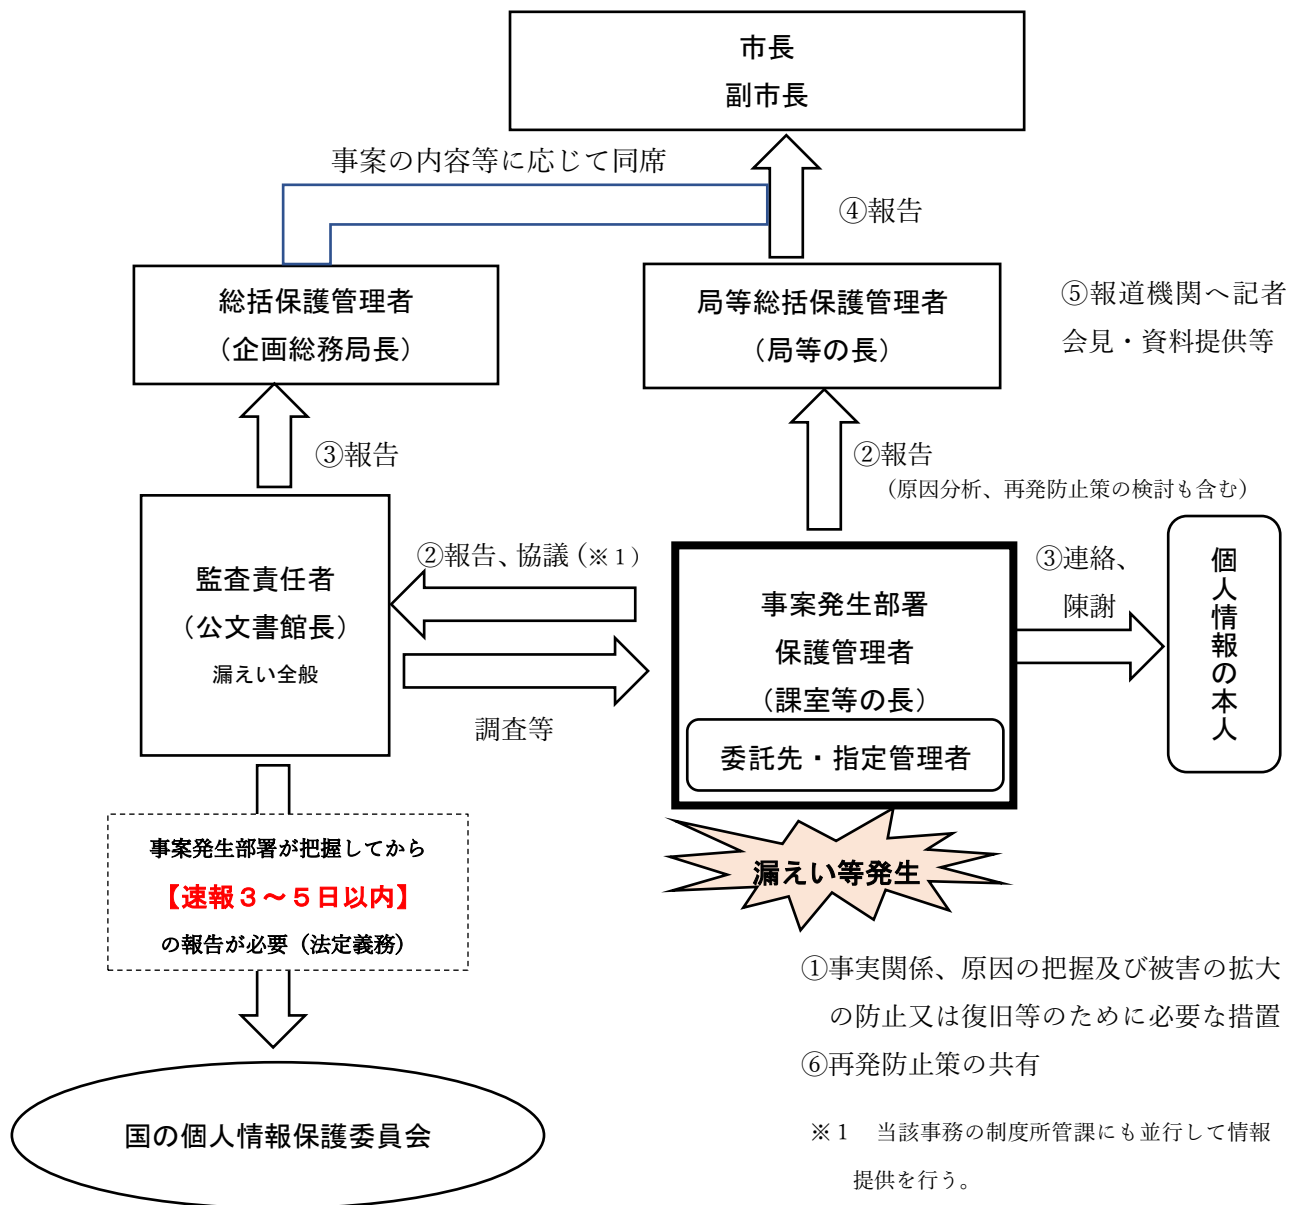 市長
副市長
事案の内容等に応じて同席
④報告
総括保護管理者
（企画総務局長）
局等総括保護管理者
（局等の長）
⑤報道機関へ記者
会見・資料提供等
③報告
②報告
（原因分析、再発防止策の検討も含む）
監査責任者
（公文書館長）
漏えい全般
②報告、協議（※１）
調査等
事案発生部署
保護管理者
（課室等の長）
委託先・指定管理者
③連絡、
陳謝
個人情報の本人
事案発生部署が把握してから
【速報３～５日以内】
の報告が必要（法定義務）
漏えい等発生
①事実関係、原因の把握及び被害の拡大
の防止又は復旧等のために必要な措置
⑥再発防止策の共有
国の個人情報保護委員会
※１　当該事務の制度所管課にも並行して情報
提供を行う。